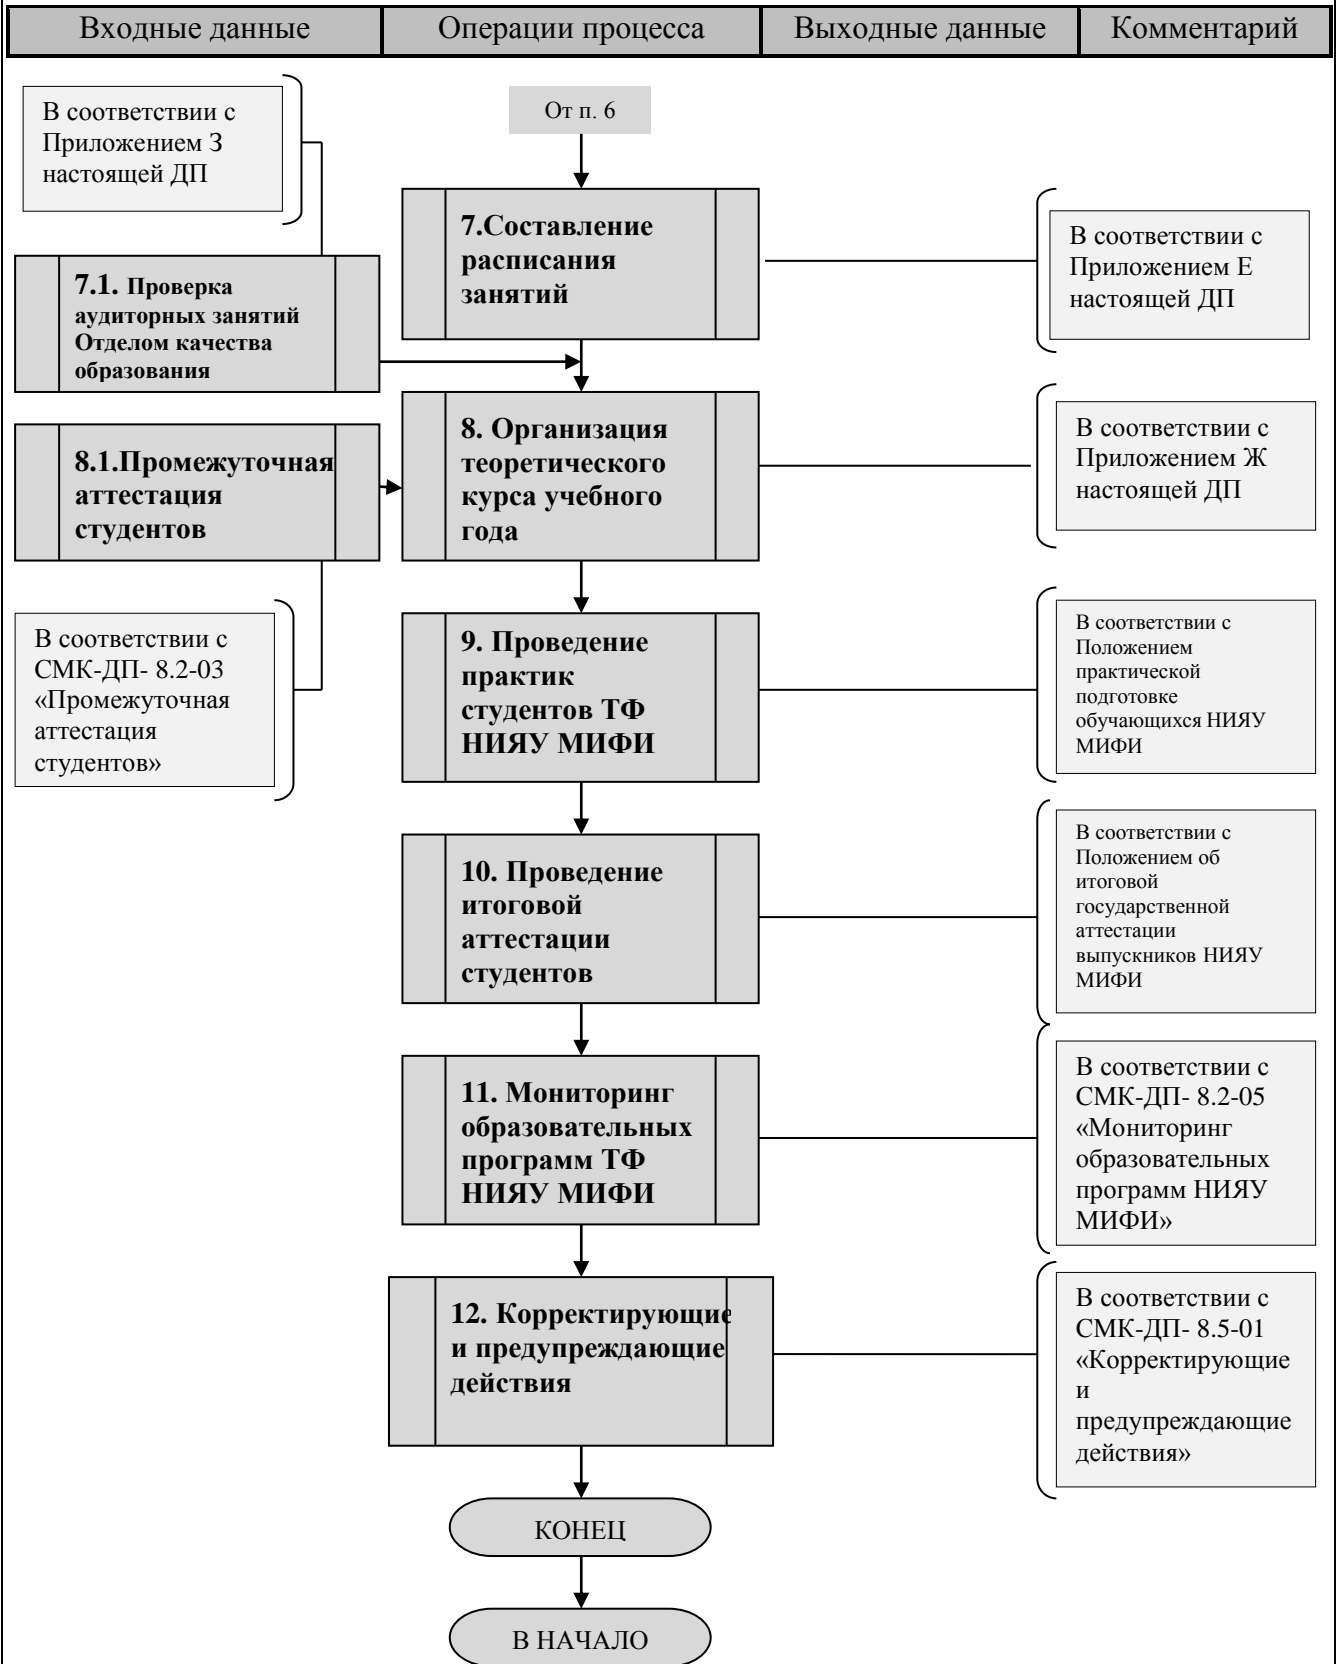 Входные данные
Операции процесса
Выходные данные
Комментарий
В соответствии с
Приложением З
настоящей ДП
От п. 6
7.Составление
расписания
занятий
В соответствии с
Приложением Е
настоящей ДП
7.1. Проверка
аудиторных занятий
Отделом качества
образования
8. Организация
теоретического
курса учебного
года
В соответствии с
Приложением Ж
настоящей ДП
8.1.Промежуточная
аттестация
студентов
В соответствии с
СМК-ДП- 8.2-03
«Промежуточная
аттестация
студентов»
9. Проведение
практик
студентов ТФ
НИЯУ МИФИ
В соответствии с
Положением
практической
подготовке
обучающихся НИЯУ
МИФИ
10. Проведение
итоговой
аттестации
студентов
В соответствии с
Положением об
итоговой
государственной
аттестации
выпускников НИЯУ
МИФИ
11. Мониторинг
образовательных
программ ТФ
НИЯУ МИФИ
В соответствии с
СМК-ДП- 8.2-05
«Мониторинг
образовательных
программ НИЯУ
МИФИ»
12. Корректирующие
и предупреждающие
действия
В соответствии с
СМК-ДП- 8.5-01
«Корректирующие
и
предупреждающие
действия»
КОНЕЦ
В НАЧАЛО